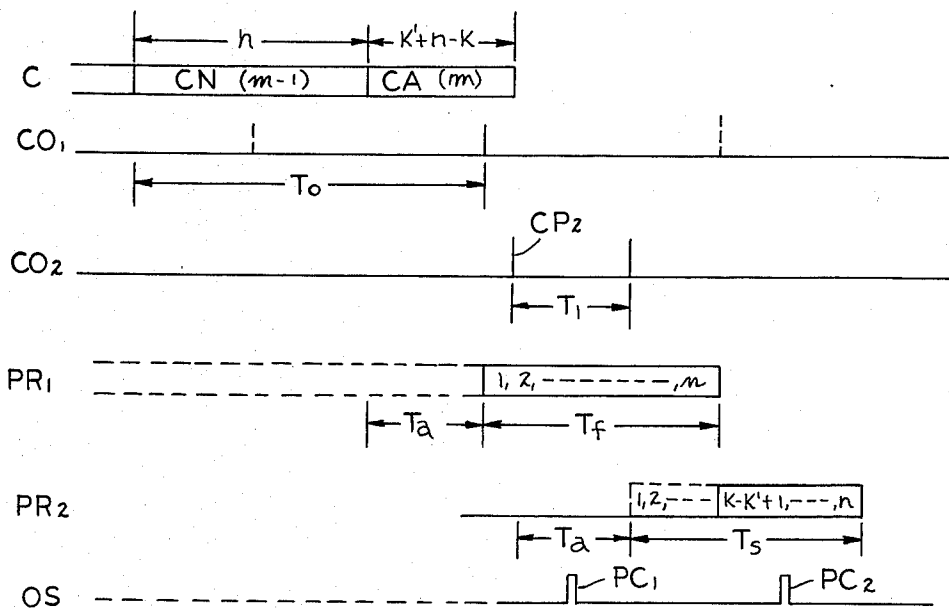 n K'+n-K
C CN (m-1) CA (m)
CO1
To
CO2 CP2
T1
PR1 1, 2, --------, n
Ta Tf
PR2 1, 2, --- K-K'+1, ---, n
Ta Ts
OS PC1 PC2